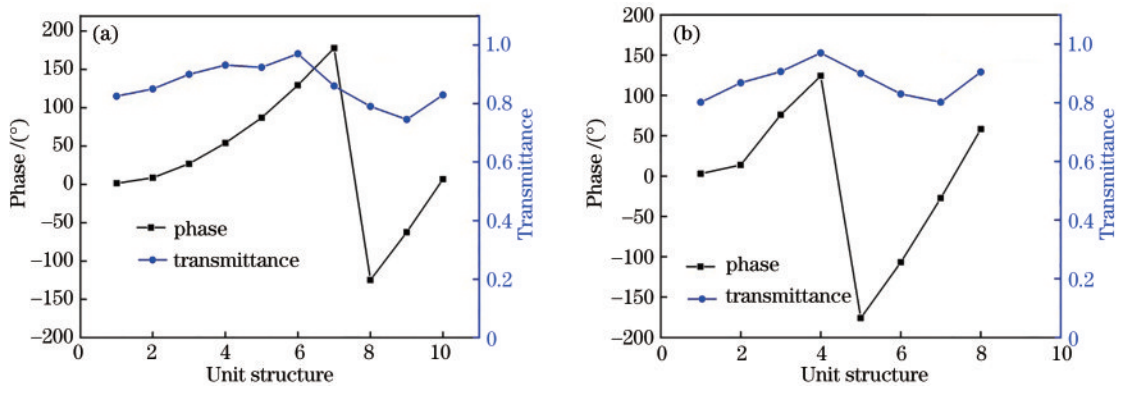 (a)
200
150
100
50
0
−50
−100
−150
−200
Phase /(°)
phase
transmittance
0 2 4 6 8 10
Unit structure
1.0
0.8
0.6
0.4
0.2
0
Transmittance
(b)
200
150
100
50
0
−50
−100
−150
−200
Phase /(°)
phase
transmittance
0 2 4 6 8 10
Unit structure
1.0
0.8
0.6
0.4
0.2
0
Transmittance